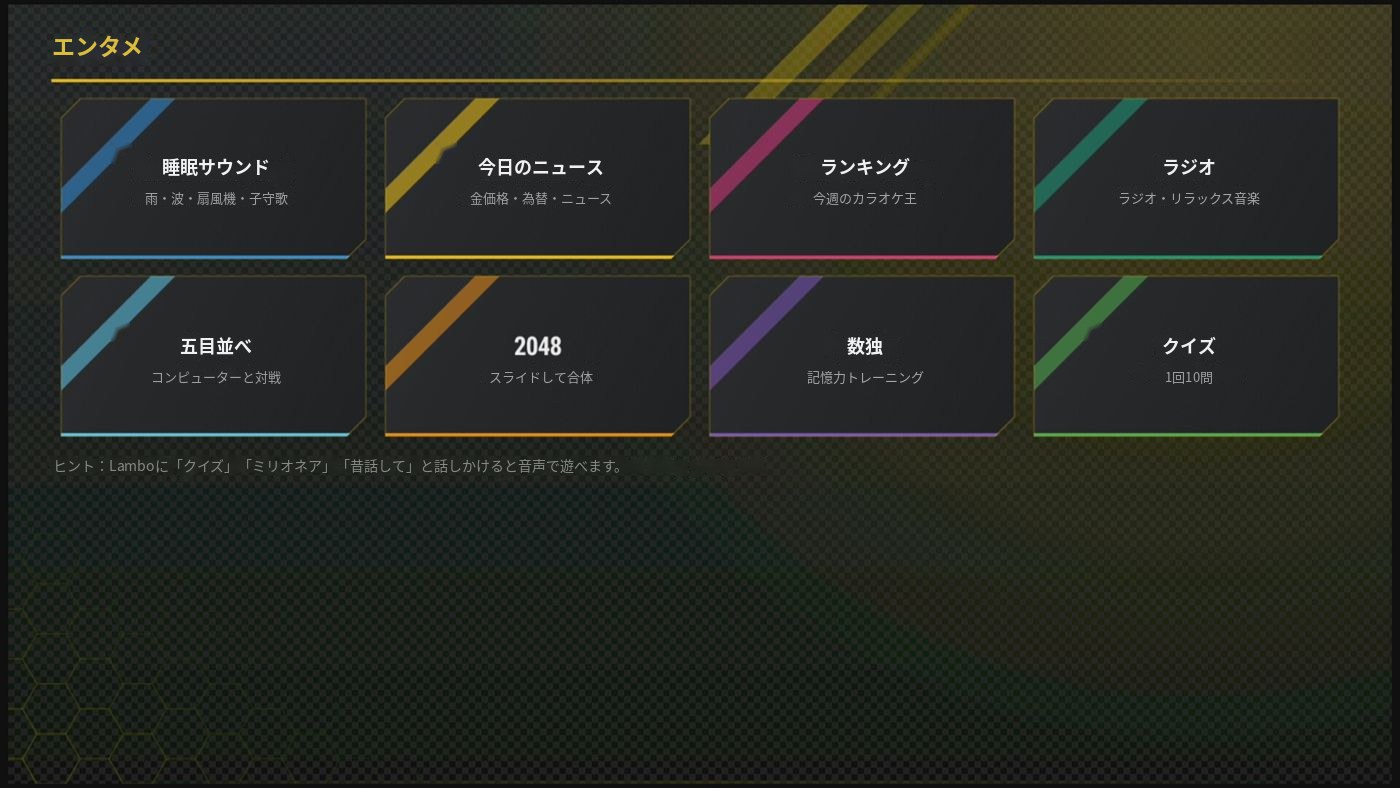 エンタメ
睡眠サウンド
雨・波・扇風機・子守歌
今日のニュース
金価格・為替・ニュース
ランキング
今週のカラオケ王
ラジオ
ラジオ・リラックス音楽
五目並べ
コンピューターと対戦
2048
スライドして合体
数独
記憶力トレーニング
クイズ
1回10問
ヒント：Lamboに「クイズ」「ミリオネア」「昔話して」と話しかけると音声で遊べます。